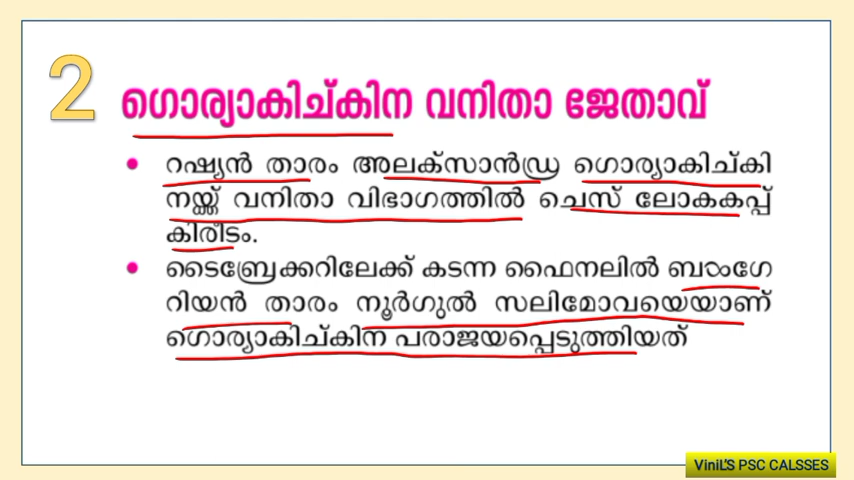 2
ഗൊര്യാകിച്കിന വനിതാ ജേതാവ്
• റഷ്യൻ താരം അലക്സാൻഡ്ര ഗൊര്യാകിച്കി
നയ്ക്ക് വനിതാ വിഭാഗത്തിൽ ചെസ് ലോകകപ്പ്
കിരീടം.
• ടൈബ്രേക്കറിലേക്ക് കടന്ന ഫൈനലിൽ ബൾഗേ
റിയൻ താരം നൂർഗുൽ സലിമോവയെയാണ്
ഗൊര്യാകിച്കിന പരാജയപ്പെടുത്തിയത്
ViniL'S PSC CALSSES